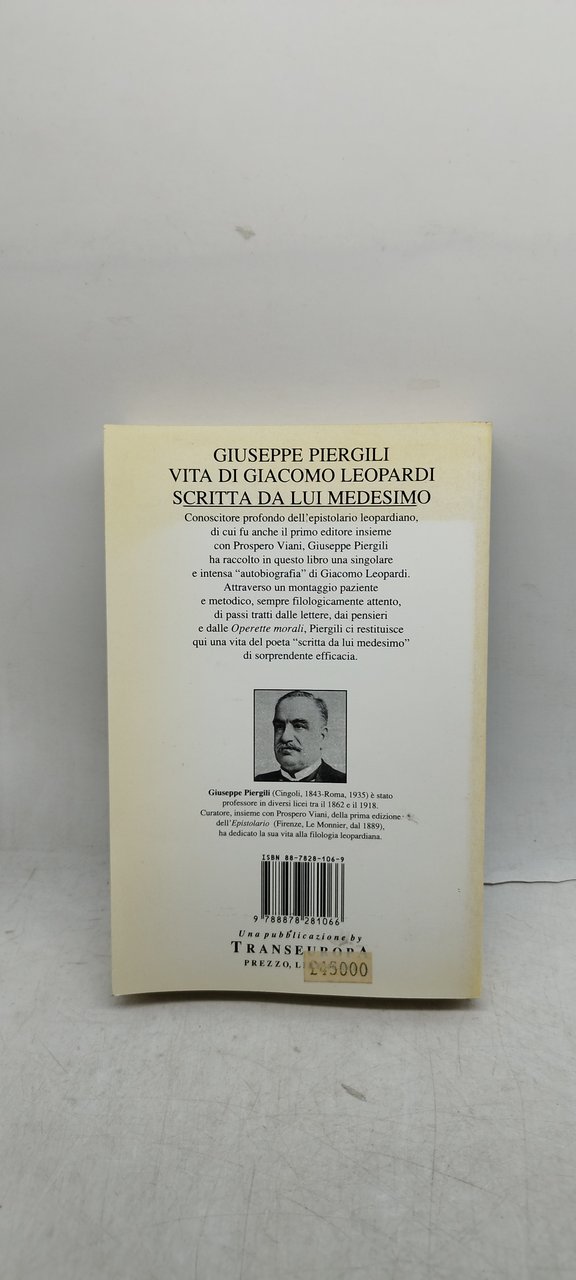 GIUSEPPE PIERGILI
VITA DI GIACOMO LEOPARDI
SCRITTA DA LUI MEDESIMO
Conoscitore profondo dell'epistolario leopardiano,
di cui fu anche il primo editore insieme
con Prospero Viani, Giuseppe Piergili
ha raccolto in questo libro una singolare
e intensa “autobiografia” di Giacomo Leopardi.
Attraverso un montaggio paziente
e metodico, sempre filologicamente attento,
di passi tratti dalle lettere, dai pensieri
e dalle Operette morali, Piergili ci restituisce
qui una vita del poeta “scritta da lui medesimo”
di sorprendente efficacia.
Giuseppe Piergili (Cingoli, 1843-Roma, 1935) è stato
professore in diversi licei tra il 1862 e il 1918.
Curatore, insieme con Prospero Viani, della prima edizione
dell'Epistolario (Firenze, Le Monnier, dal 1889),
ha dedicato la sua vita alla filologia leopardiana.
ISBN 88-7828-106-9
9 788878 281066
Una pubblicazione by
TRANSEUROPA
PREZZO,
£45000